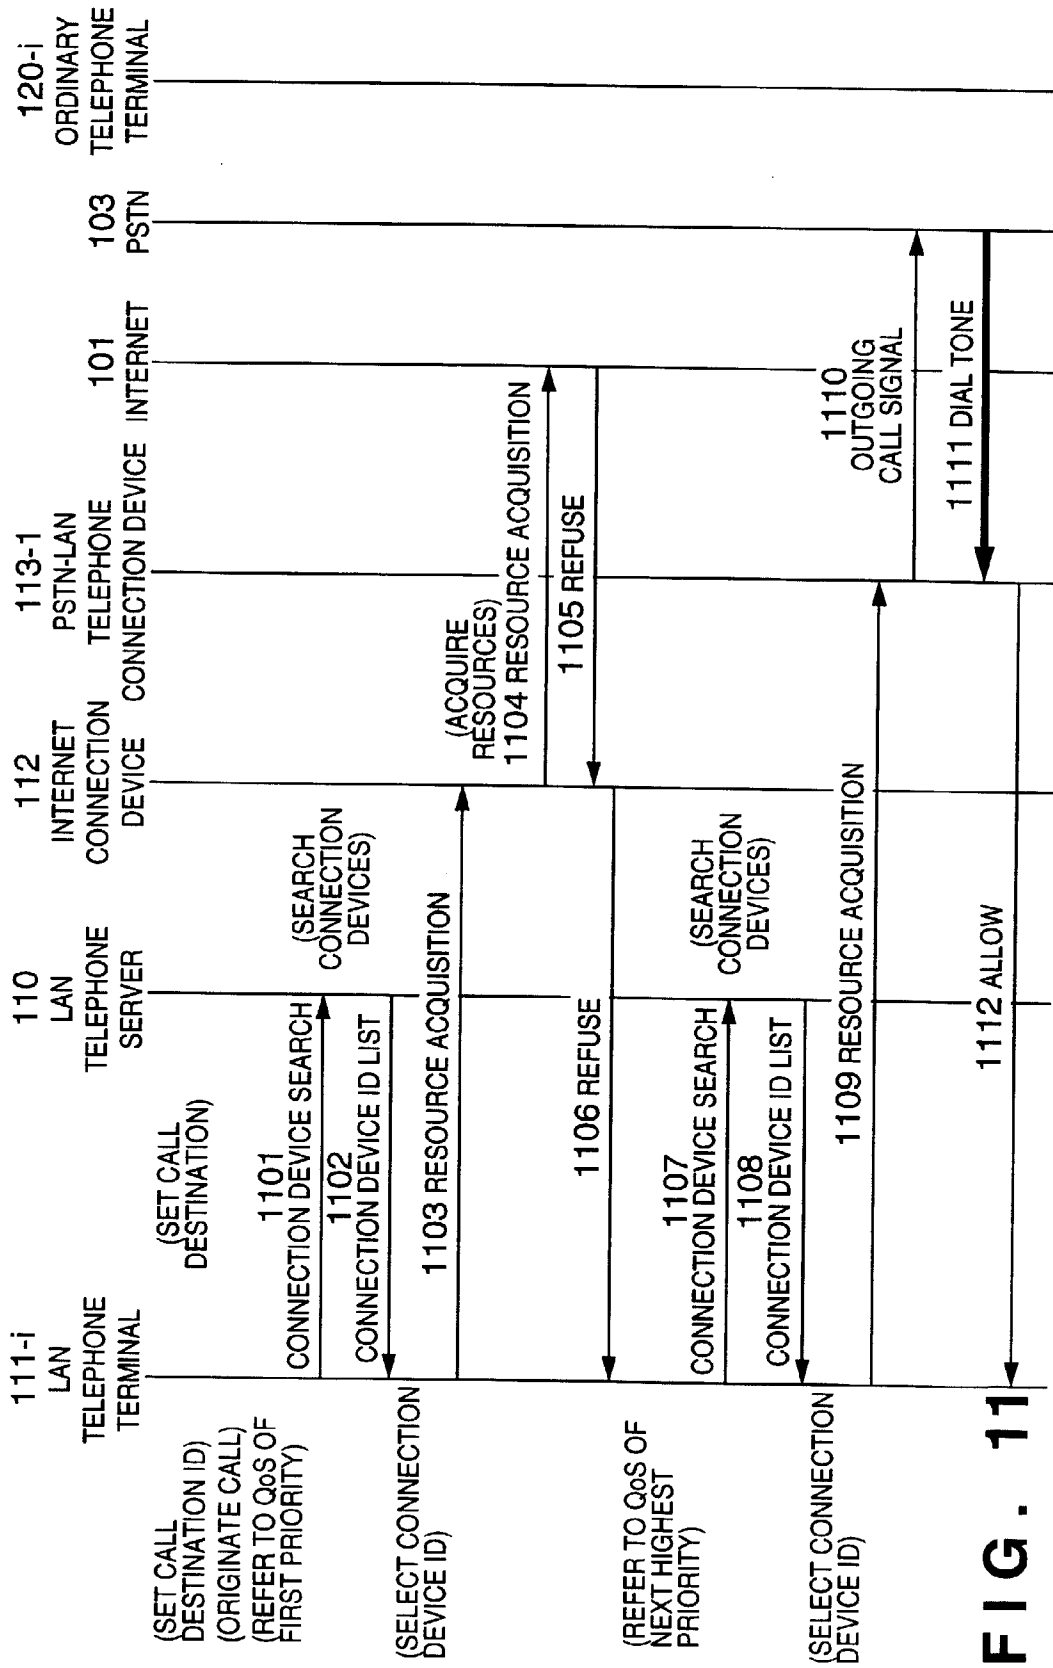 111-i
LAN
TELEPHONE
TERMINAL
110
LAN
TELEPHONE
SERVER
112
INTERNET
CONNECTION
DEVICE
113-1
PSTN-LAN
TELEPHONE
CONNECTION DEVICE
101
INTERNET
103
PSTN
120-i
ORDINARY
TELEPHONE
TERMINAL
(SET CALL
DESTINATION ID)
(ORIGINATE CALL)
(REFER TO QoS OF
FIRST PRIORITY)
(SET CALL
DESTINATION)
1101
CONNECTION DEVICE SEARCH
(SEARCH
CONNECTION
DEVICES)
1102
CONNECTION DEVICE ID LIST
(SELECT CONNECTION
DEVICE ID)
1103 RESOURCE ACQUISITION
(ACQUIRE
RESOURCES)
1104 RESOURCE ACQUISITION
1105 REFUSE
1106 REFUSE
(REFER TO QoS OF
NEXT HIGHEST
PRIORITY)
1107
CONNECTION DEVICE SEARCH
(SEARCH
CONNECTION
DEVICES)
1108
CONNECTION DEVICE ID LIST
(SELECT CONNECTION
DEVICE ID)
1109 RESOURCE ACQUISITION
1110
OUTGOING
CALL SIGNAL
1111 DIAL TONE
1112 ALLOW
FIG. 11